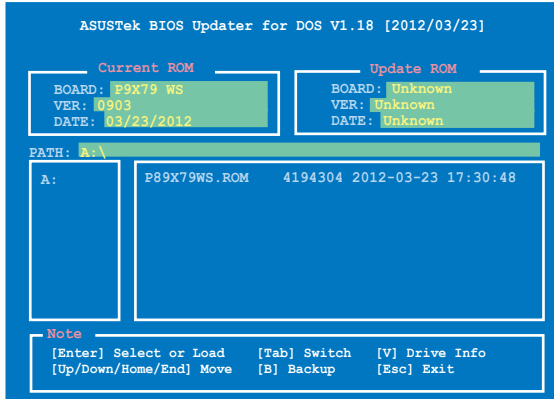 ASUSTek BIOS Updater for DOS V1.18 [2012/03/23]
Current ROM
BOARD: P9X79 WS
VER: 0903
DATE: 03/23/2012
Update ROM
BOARD: Unknown
VER: Unknown
DATE: Unknown
PATH: A:\
A:
P89X79WS.ROM 4194304 2012-03-23 17:30:48
Note
[Enter] Select or Load [Tab] Switch [V] Drive Info
[Up/Down/Home/End] Move [B] Backup [Esc] Exit